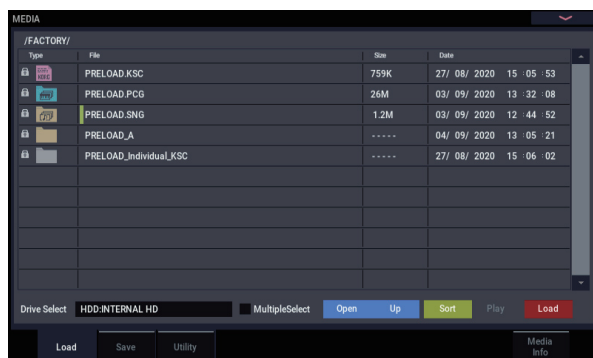 MEDIA
/FACTORY/
Type File Size Date
PRELOAD.KSC 759K 27/ 08/ 2020 15 :05 :53
PRELOAD.PCG 26M 03/ 09/ 2020 13 :32 :08
PRELOAD.SNG 1.2M 03/ 09/ 2020 12 :44 :52
PRELOAD_A ----- 04/ 09/ 2020 13 :05 :21
PRELOAD_Individual_KSC ----- 27/ 08/ 2020 15 :06 :02
Drive Select HDD:INTERNAL HD MultipleSelect Open Up Sort Play Load
Load Save Utility Media
Info